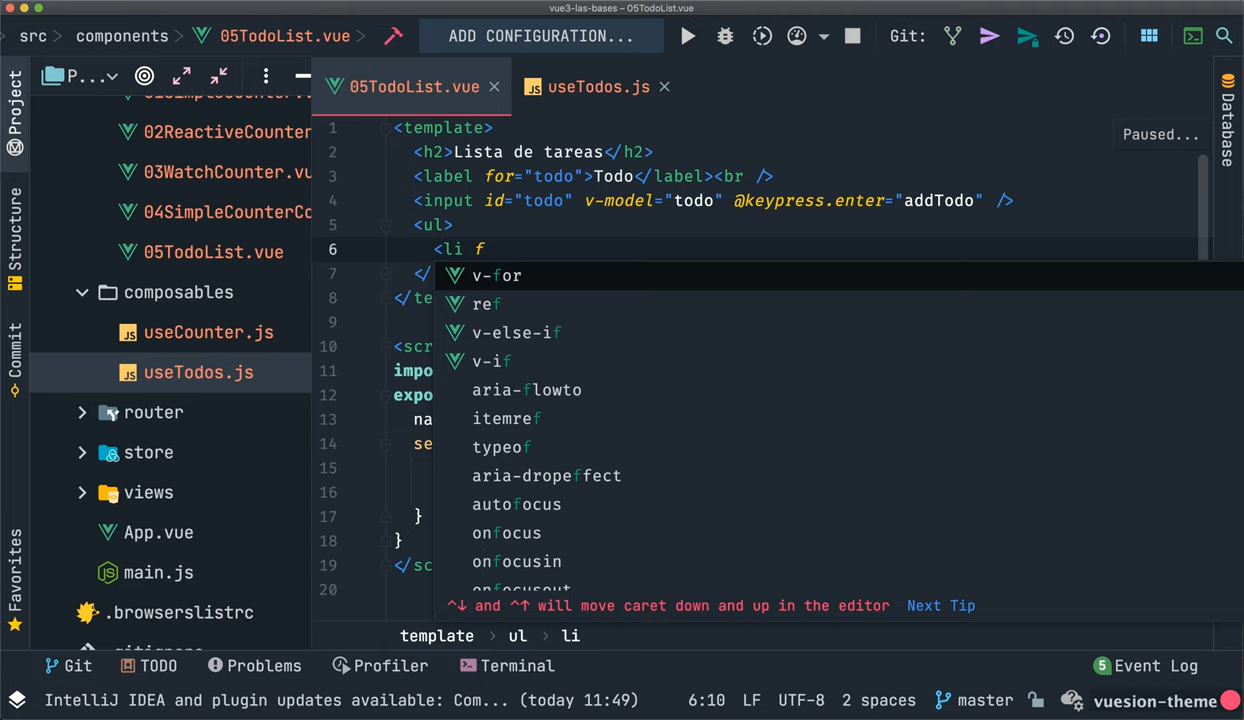 vue3-las-bases – 05TodoList.vue
src components 05TodoList.vue ADD CONFIGURATION... Git:
Project
Structure
Commit
Favorites
P...
02ReactiveCounter
03WatchCounter.vu
04SimpleCounterCo
05TodoList.vue
composables
useCounter.js
useTodos.js
router
store
views
App.vue
main.js
.browserslistrc
05TodoList.vue useTodos.js
Paused...
Database
1 <template>
2 <h2>Lista de tareas</h2>
3 <label for="todo">Todo</label><br />
4 <input id="todo" v-model="todo" @keypress.enter="addTodo" />
5 <ul>
6 <li f
7 </
8 </te
9
10 <scr
11 impo
12 expo
13 na
14 se
15
16
17 }
18 }
19 </sc
20
v-for
ref
v-else-if
v-if
aria-flowto
itemref
typeof
aria-dropeffect
autofocus
onfocus
onfocusin
onfocusout
^↓ and ^↑ will move caret down and up in the editor Next Tip
template › ul › li
Git TODO Problems Profiler Terminal 5 Event Log
IntelliJ IDEA and plugin updates available: Com... (today 11:49) 6:10 LF UTF-8 2 spaces master vuesion-theme